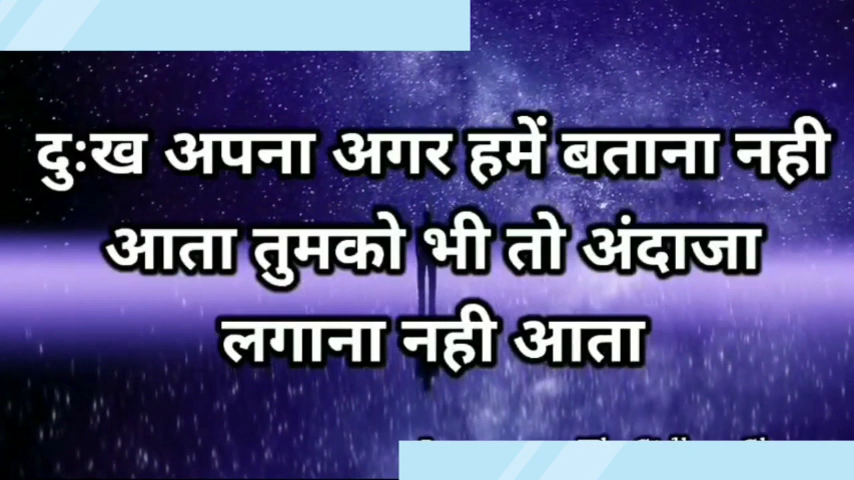 दुःख अपना अगर हमें बताना नही
आता तुमको भी तो अंदाजा
लगाना नही आता